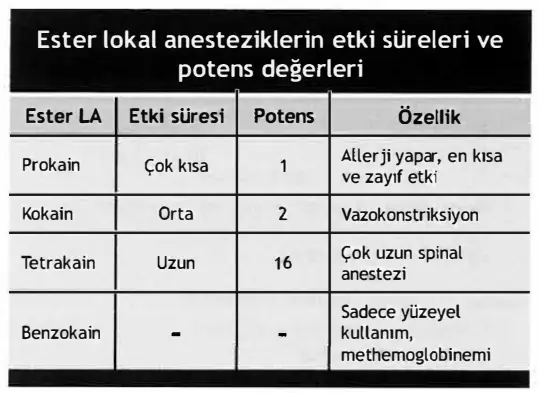 Ester lokal anesteziklerin etki süreleri ve
potens değerleri
Ester LA Etki süresi Potens Özellik
Prokain Çok kısa 1 Allerji yapar, en kısa
ve zayıf etki
Kokain Orta 2 Vazokonstriksiyon
Tetrakain Uzun 16 Çok uzun spinal
anestezi
Benzokain - - Sadece yüzeyel
kullanım,
methemoglobinemi